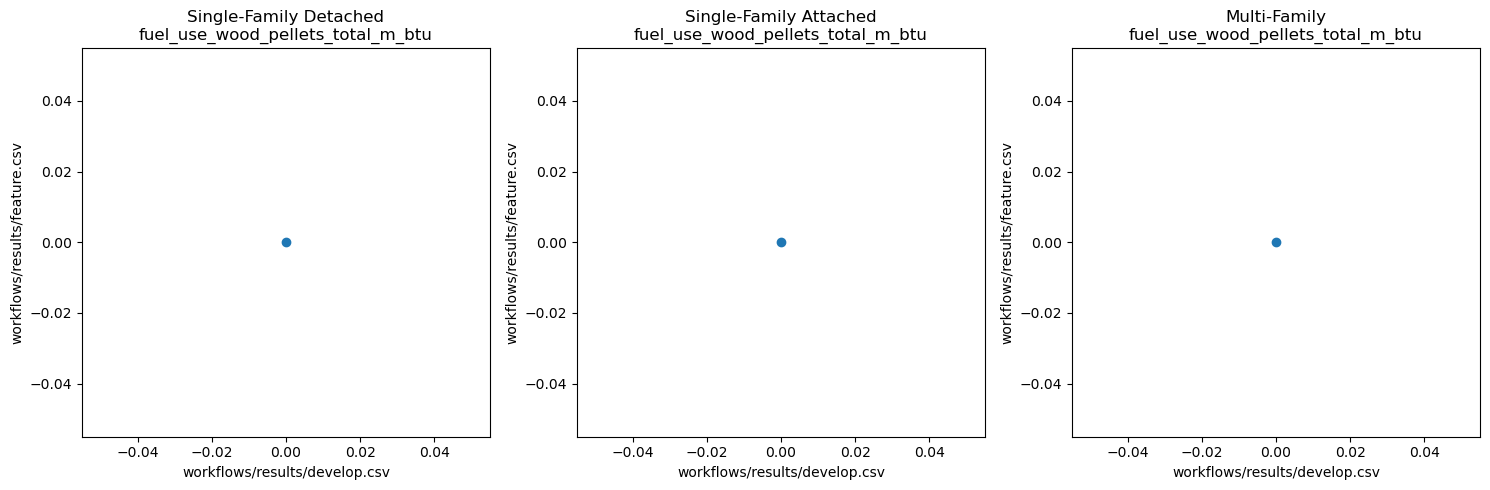 Single-Family Detached
fuel_use_wood_pellets_total_m_btu
workflows/results/feature.csv
0.04
0.02
0.00
−0.02
−0.04
−0.04 −0.02 0.00 0.02 0.04
workflows/results/develop.csv
Single-Family Attached
fuel_use_wood_pellets_total_m_btu
workflows/results/feature.csv
0.04
0.02
0.00
−0.02
−0.04
−0.04 −0.02 0.00 0.02 0.04
workflows/results/develop.csv
Multi-Family
fuel_use_wood_pellets_total_m_btu
workflows/results/feature.csv
0.04
0.02
0.00
−0.02
−0.04
−0.04 −0.02 0.00 0.02 0.04
workflows/results/develop.csv